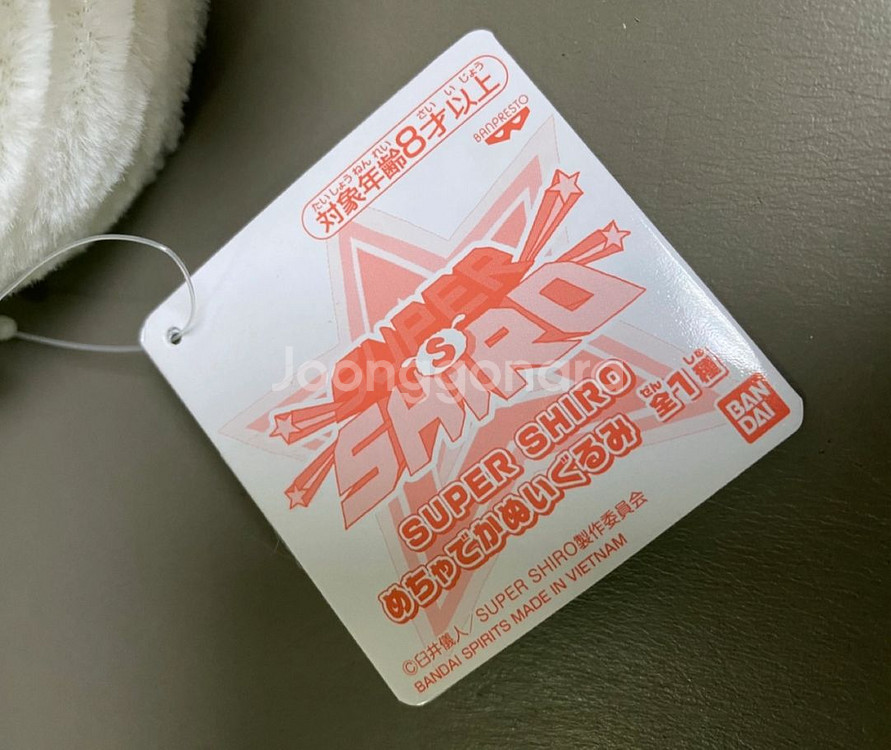 対象年齢8才以上
たいしょうねんれい さいいじょう
BANPRESTO
SUPER
S
SHIRO
Joonggonara
SUPER SHIRO
めちゃでかぬいぐるみ
全1種
ぜん しゅ
BAN
DAI
©臼井儀人/SUPER SHIRO製作委員会
BANDAI SPIRITS MADE IN VIETNAM